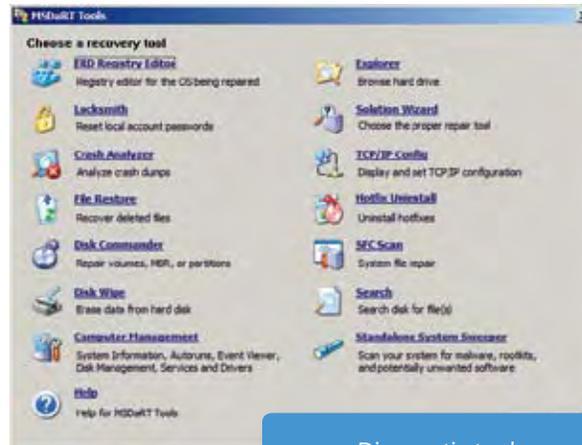 MSDaRT Tools
Choose a recovery tool
ERD Registry Editor
Registry editor for the OS being repaired
Locksmith
Reset local account passwords
Crash Analyzer
Analyze crash dumps
File Restore
Recover deleted files
Disk Commander
Repair volumes, MBR, or partitions
Disk Wipe
Erase data from hard disk
Computer Management
System Information, Autoruns, Event Viewer,
Disk Management, Services and Drivers
Help
Help for MSDaRT Tools
Explorer
Browse hard drive
Solution Wizard
Choose the proper repair tool
TCP/IP Config
Display and set TCP/IP configuration
Hotfix Uninstall
Uninstall hotfixes
SFC Scan
System file repair
Search
Search disk for file(s)
Standalone System Sweeper
Scan your system for malware, rootkits,
and potentially unwanted software